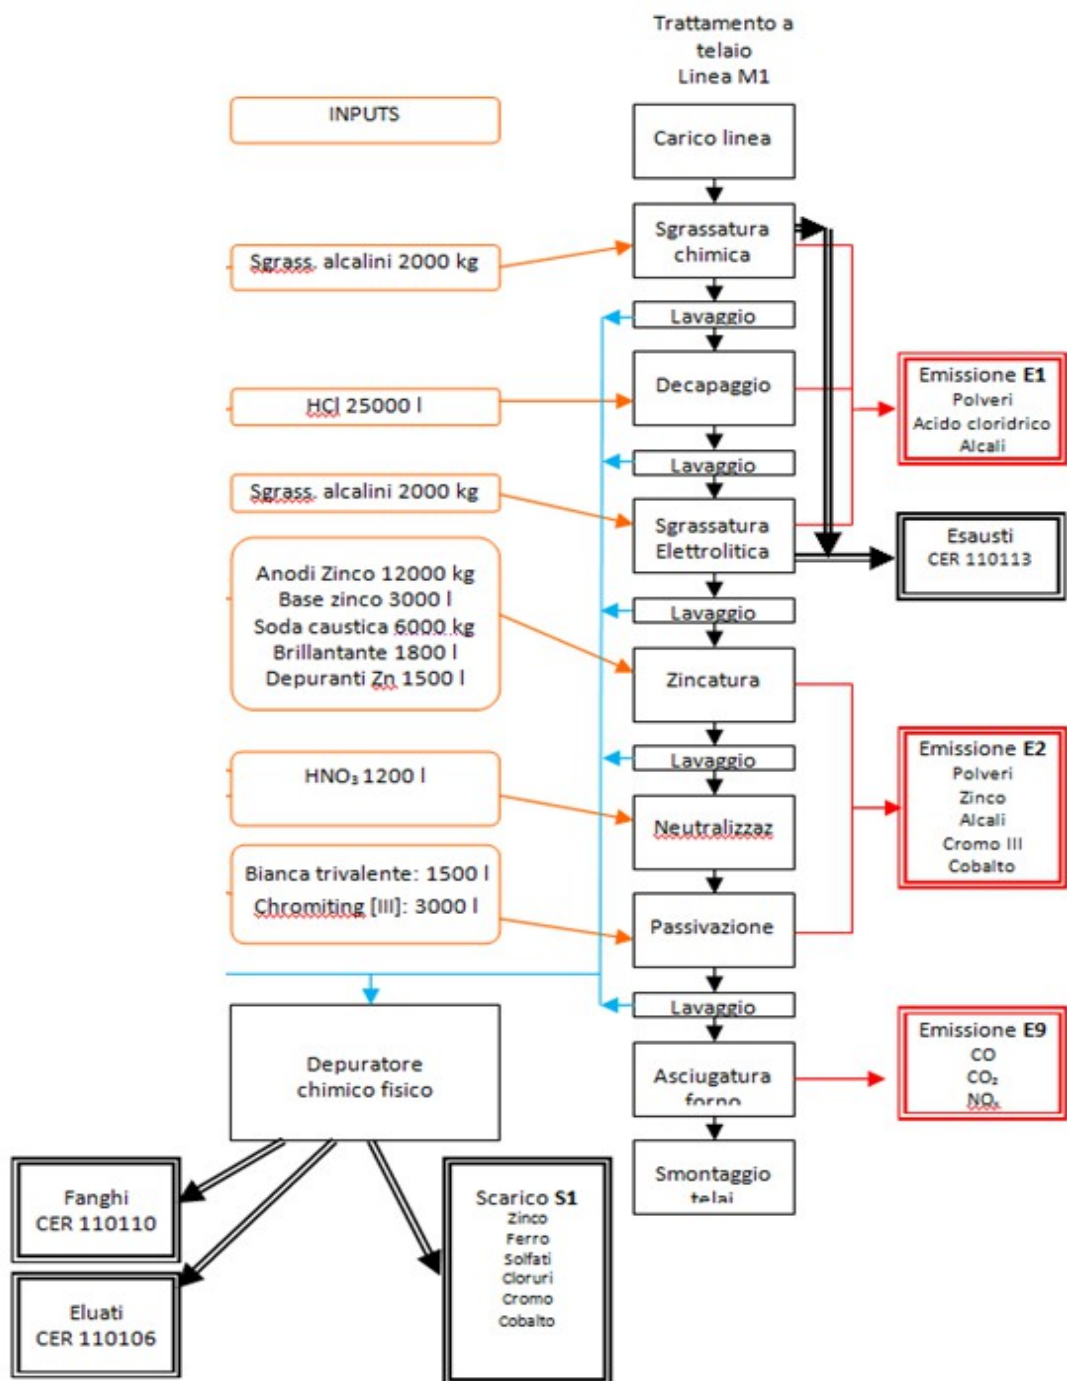 Trattamento a
telaio
Linea M1
INPUTS
Carico linea
Sgrassatura
chimica
Sgrass. alcalini 2000 kg
Lavaggio
Decapaggio
HCl 25000 l
Emissione E1
Polveri
Acido cloridrico
Alcali
Lavaggio
Sgrass. alcalini 2000 kg
Sgrassatura
Elettrolitica
Esausti
CER 110113
Anodi Zinco 12000 kg
Base zinco 3000 l
Soda caustica 6000 kg
Brillantante 1800 l
Depuranti Zn 1500 l
Lavaggio
Zincatura
Lavaggio
Emissione E2
Polveri
Zinco
Alcali
Cromo III
Cobalto
HNO₃ 1200 l
Neutralizzaz
Bianca trivalente: 1500 l
Chromiting [III]: 3000 l
Passivazione
Lavaggio
Depuratore
chimico fisico
Asciugatura
forno
Emissione E9
CO
CO₂
NOₓ
Smontaggio
telai
Fanghi
CER 110110
Eluati
CER 110106
Scarico S1
Zinco
Ferro
Solfati
Cloruri
Cromo
Cobalto